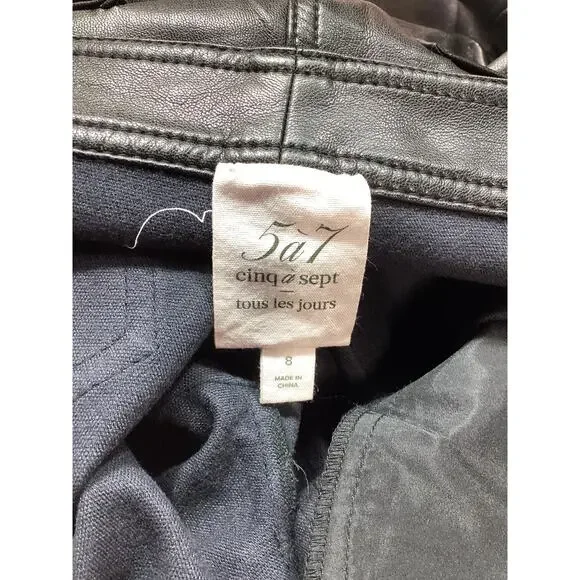 5à7
cinq à sept
tous les jours
8
MADE IN
CHINA